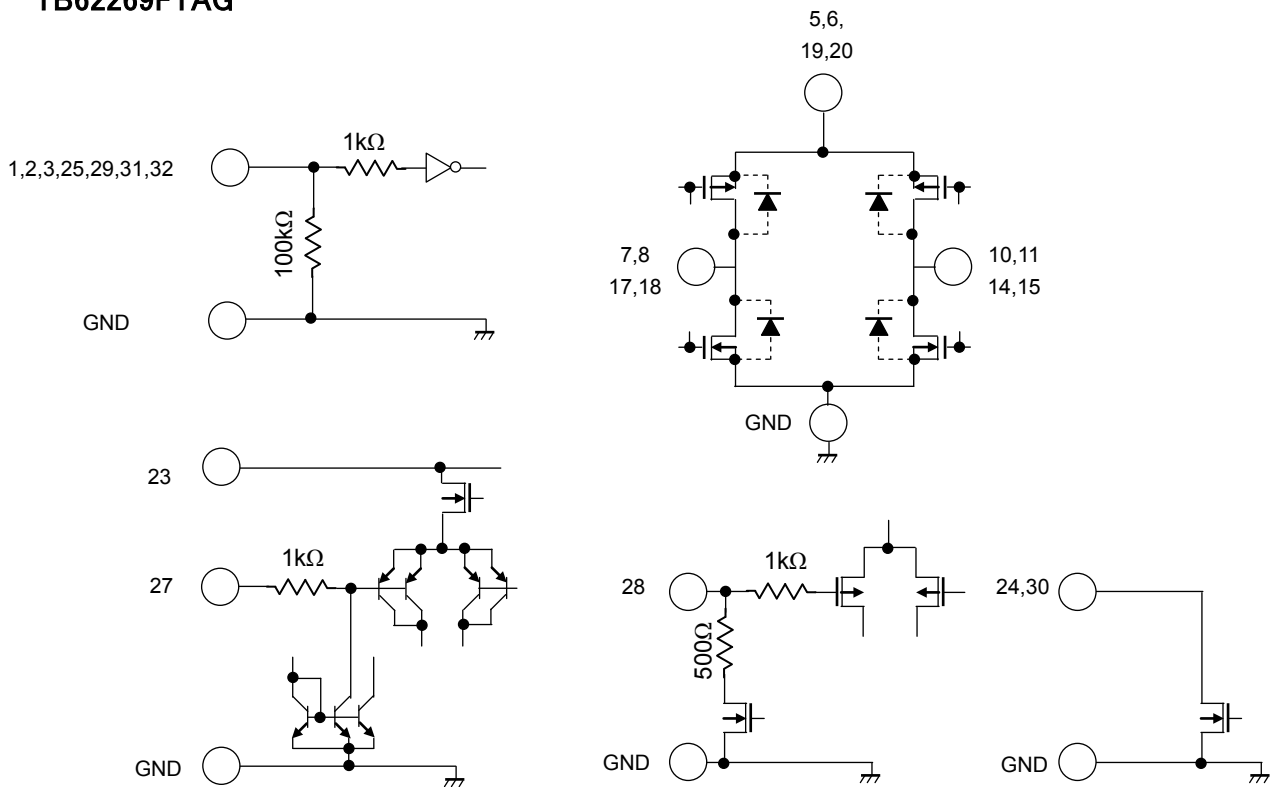 TB62269FTAG
5,6,
19,20
1kΩ
1,2,3,25,29,31,32
100kΩ
GND
7,8
17,18
10,11
14,15
GND
23
1kΩ
27
GND
28
1kΩ
500Ω
GND
24,30
GND